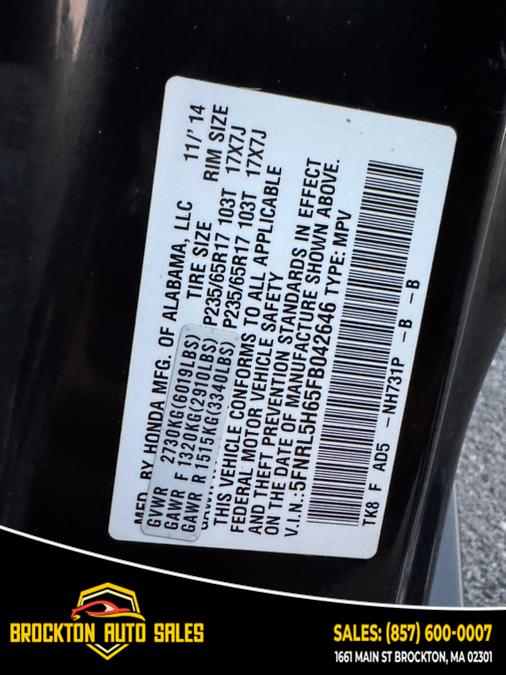 MFD. BY HONDA MFG. OF ALABAMA, LLC 11/' 14
TIRE SIZE RIM SIZE
GVWR 2730KG(6019LBS)
GAWR F 1320KG(2910LBS) P235/65R17 103T 17X7J
GAWR R 1515KG(3340LBS) P235/65R17 103T 17X7J
THIS VEHICLE CONFORMS TO ALL APPLICABLE
FEDERAL MOTOR VEHICLE SAFETY
AND THEFT PREVENTION STANDARDS IN EFFECT
ON THE DATE OF MANUFACTURE SHOWN ABOVE.
V.I.N.:5FNRL5H65FB042646 TYPE: MPV
TK8 F AD5 -NH731P -B -B
BROCKTON AUTO SALES
SALES: (857) 600-0007
1661 MAIN ST BROCKTON, MA 02301